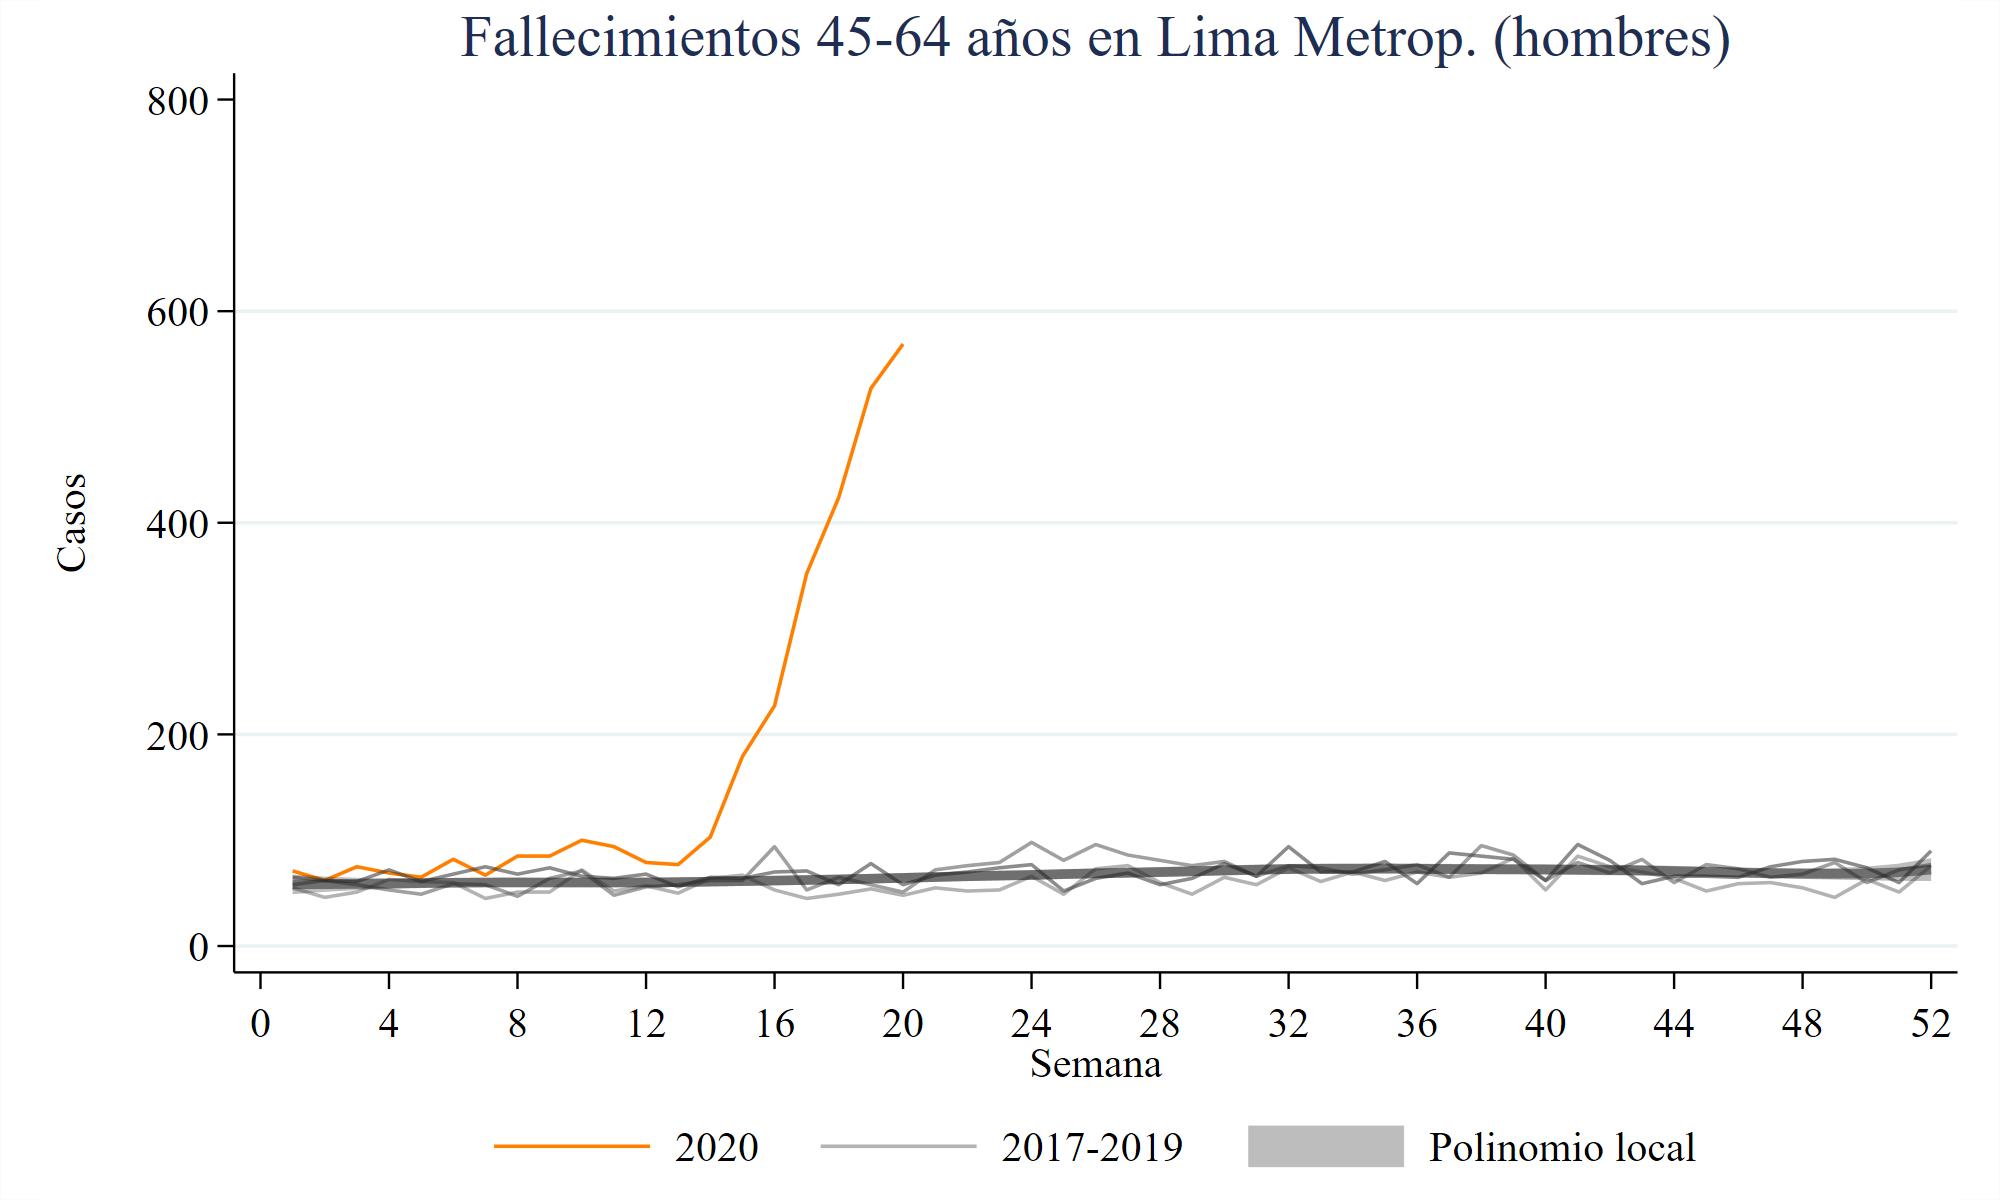 Fallecimientos 45-64 años en Lima Metrop. (hombres)
800
600
400
200
0
Casos
0 4 8 12 16 20 24 28 32 36 40 44 48 52
Semana
2020 2017-2019 Polinomio local